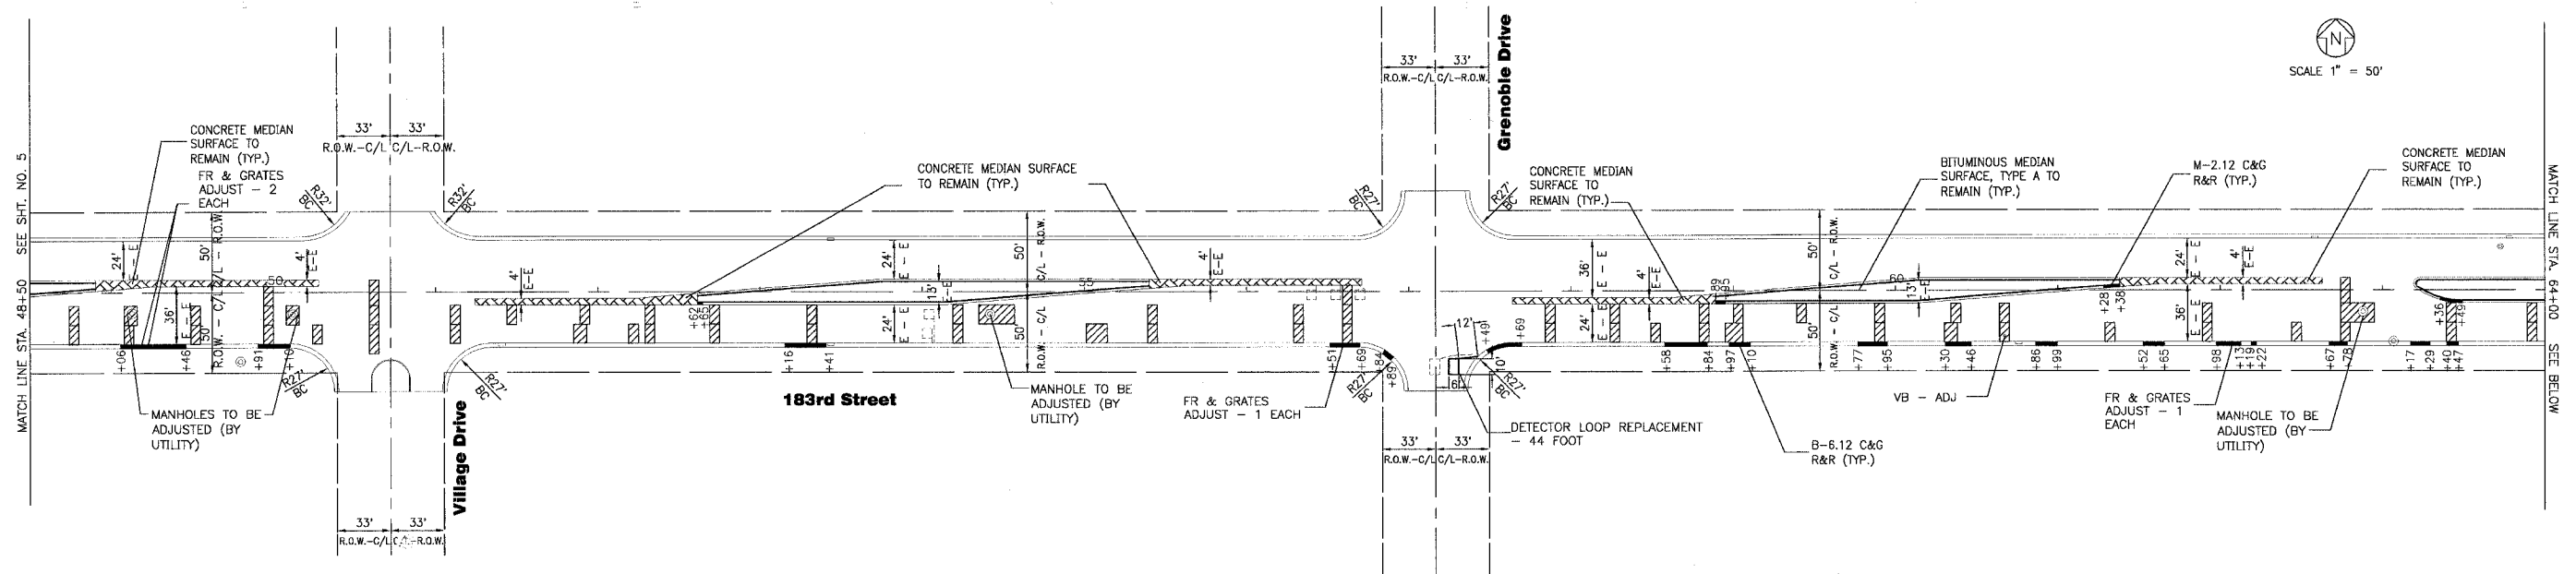 MATCH LINE STA. 48+50 SEE SHT. NO. 5
CONCRETE MEDIAN
SURFACE TO
REMAIN (TYP.)
FR & GRATES
ADJUST - 2
EACH
33' 33'
R.O.W.-C/L C/L-R.O.W.
R32'
BC
R32'
BC
24'
E - E
50'
C/L - R.O.W.
50
4'
E-E
36'
E - E
50'
R.O.W. - C/L
+06
+46
+91
+10
R27'
BC
R27'
BC
MANHOLES TO BE
ADJUSTED (BY
UTILITY)
33' 33'
Village Drive
CONCRETE MEDIAN SURFACE
TO REMAIN (TYP.)
4'
E-E
+62
+65
24'
E - E
13'
E-E
24'
E - E
50'
C/L - R.O.W.
55
50'
R.O.W. - C/L
4'
E-E
+16
+41
183rd Street
MANHOLE TO BE
ADJUSTED (BY
UTILITY)
FR & GRATES
ADJUST - 1 EACH
+51
+69
+84
+89
33' 33'
R.O.W.-C/L C/L-R.O.W.
Grenoble Drive
R27'
BC
R27'
BC
R27'
BC
R27'
BC
12'
+49
10'
6'
+69
DETECTOR LOOP REPLACEMENT
- 44 FOOT
33' 33'
R.O.W.-C/L C/L-R.O.W.
CONCRETE MEDIAN
SURFACE TO
REMAIN (TYP.)
36'
E - E
4'
E-E
24'
E - E
+58
+84
+97
+10
B-6.12 C&G
R&R (TYP.)
BITUMINOUS MEDIAN
SURFACE, TYPE A TO
REMAIN (TYP.)
50'
C/L - R.O.W.
50'
R.O.W. - C/L
60
13'
E-E
+77
+95
+30
+46
+86
+99
VB - ADJ
M-2.12 C&G
R&R (TYP.)
+28
+38
+52
+65
24'
E - E
4'
E-E
36'
E - E
+98
+13
+19
+22
FR & GRATES
ADJUST - 1
EACH
MANHOLE TO BE
ADJUSTED (BY
UTILITY)
+67
+78
+17
+29
+36
+49
+40
+47
CONCRETE MEDIAN
SURFACE TO
REMAIN (TYP.)
N
SCALE 1" = 50'
MATCH LINE STA. 64+00 SEE BELOW